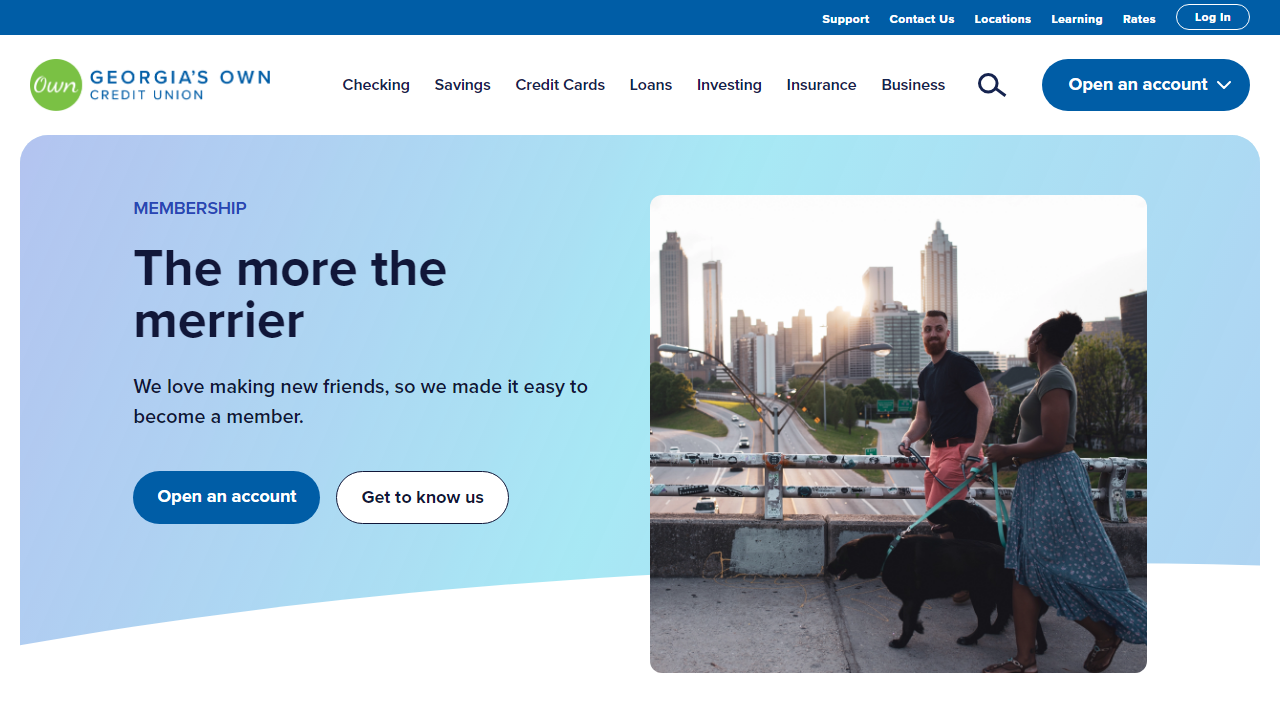 Support Contact Us Locations Learning Rates Log In
Own GEORGIA'S OWN
CREDIT UNION
Checking Savings Credit Cards Loans Investing Insurance Business Open an account
MEMBERSHIP
The more the
merrier
We love making new friends, so we made it easy to
become a member.
Open an account Get to know us